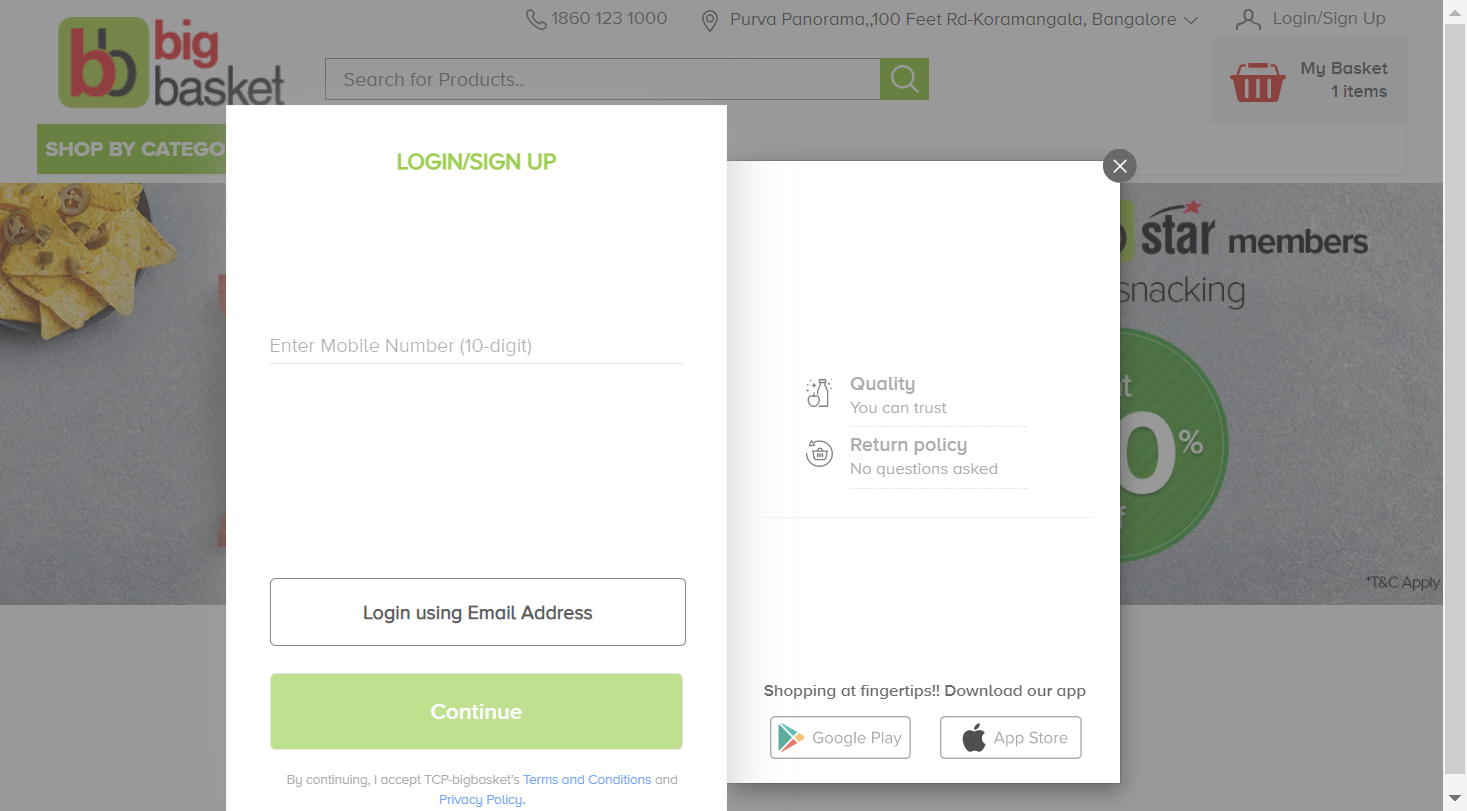 1860 123 1000
Purva Panorama,,100 Feet Rd-Koramangala, Bangalore
Login/Sign Up
bb big
basket
Search for Products..
My Basket
1 items
SHOP BY CATEGO
LOGIN/SIGN UP
Enter Mobile Number (10-digit)
Login using Email Address
Continue
By continuing, I accept TCP-bigbasket's Terms and Conditions and
Privacy Policy.
Quality
You can trust
Return policy
No questions asked
Shopping at fingertips!! Download our app
Google Play
App Store
star members
snacking
0%
*T&C Apply